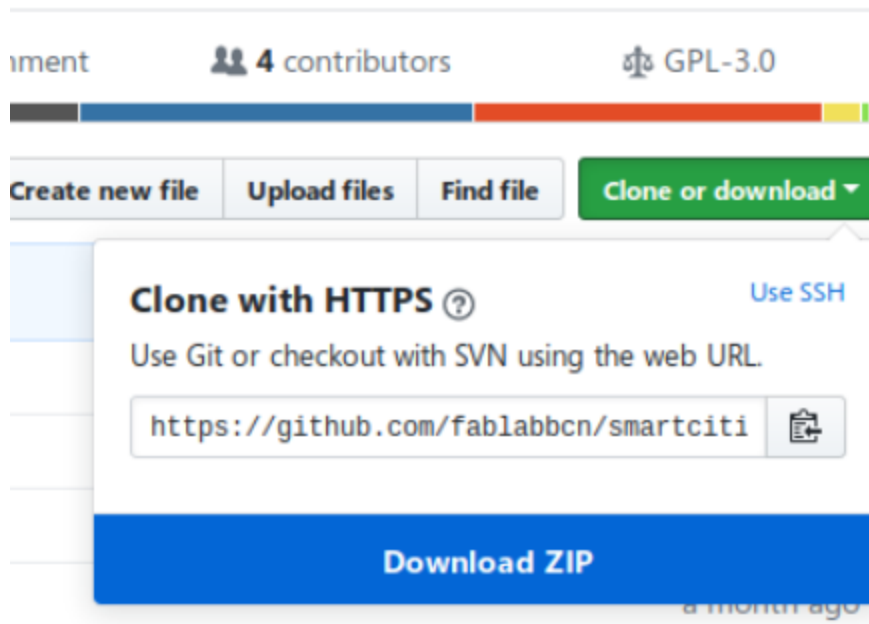 nment 4 contributors GPL-3.0
Create new file Upload files Find file Clone or download
Clone with HTTPS ? Use SSH
Use Git or checkout with SVN using the web URL.
https://github.com/fablabbcn/smartciti
Download ZIP
a month ago